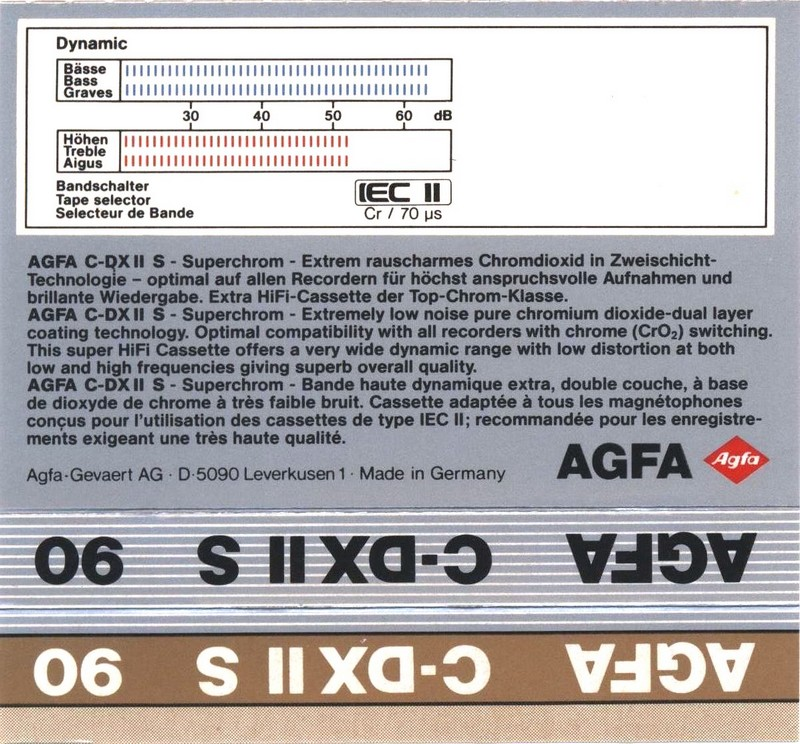 Dynamic
Bässe
Bass
Graves
30 40 50 60 dB
Höhen
Treble
Aigus
Bandschalter
Tape selector
Selecteur de Bande
IEC II
Cr / 70 µs
AGFA C-DX II S - Superchrom - Extrem rauscharmes Chromdioxid in Zweischicht-
Technologie – optimal auf allen Recordern für höchst anspruchsvolle Aufnahmen und
brillante Wiedergabe. Extra HiFi-Cassette der Top-Chrom-Klasse.
AGFA C-DX II S - Superchrom - Extremely low noise pure chromium dioxide-dual layer
coating technology. Optimal compatibility with all recorders with chrome (CrO₂) switching.
This super HiFi Cassette offers a very wide dynamic range with low distortion at both
low and high frequencies giving superb overall quality.
AGFA C-DX II S - Superchrom - Bande haute dynamique extra, double couche, à base
de dioxyde de chrome à très faible bruit. Cassette adaptée à tous les magnétophones
conçus pour l'utilisation des cassettes de type IEC II; recommandée pour les enregistre-
ments exigeant une très haute qualité.
Agfa-Gevaert AG · D-5090 Leverkusen 1 · Made in Germany
AGFA Agfa
AGFA C-DX II S 90
AGFA C-DX II S 90